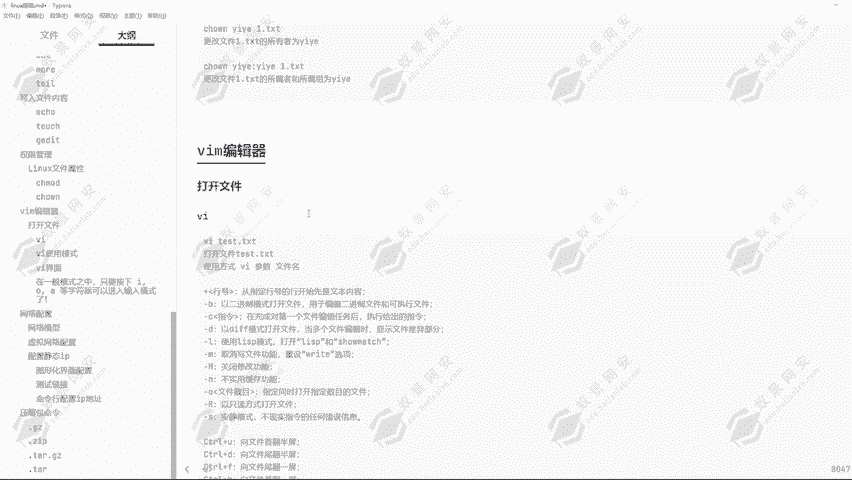 linux基础.md• - Typora
文件(F) 编辑(E) 段落(P) 格式(O) 视图(V) 主题(T) 帮助(H)
文件 大纲
more
tail
写入文件内容
echo
touch
gedit
权限管理
Linux文件属性
chmod
chown
vim编辑器
打开文件
vi
vi使用模式
vi界面
在一般模式之中，只要按下 i,
o, a 等字符就可以进入输入模式
了！
网络配置
网络模型
虚拟网络配置
配置静态ip
图形化界面配置
测试链接
命令行配置ip地址
压缩包命令
.gz
.zip
.tar.gz
.tar
chown yiye 1.txt
更改文件1.txt的所有者为yiye
chown yiye:yiye 1.txt
更改文件1.txt的所属者和所属组为yiye
vim编辑器
打开文件
vi
vi test.txt
打开文件test.txt
使用方式 vi 参数 文件名
+<行号>：从指定行号的行开始先是文本内容；
-b：以二进制模式打开文件，用于编辑二进制文件和可执行文件；
-c<指令>：在完成对第一个文件编辑任务后，执行给出的指令；
-d：以diff模式打开文件，当多个文件编辑时，显示文件差异部分；
-l：使用lisp模式，打开“lisp”和“showmatch”；
-m：取消写文件功能，重设“write”选项；
-M：关闭修改功能；
-n：不实用缓存功能；
-o<文件数目>：指定同时打开指定数目的文件；
-R：以只读方式打开文件；
-s：安静模式，不现实指令的任何错误信息。
Ctrl+u：向文件首翻半屏；
Ctrl+d：向文件尾翻半屏；
Ctrl+f：向文件尾翻一屏；
8047
蚁景网安